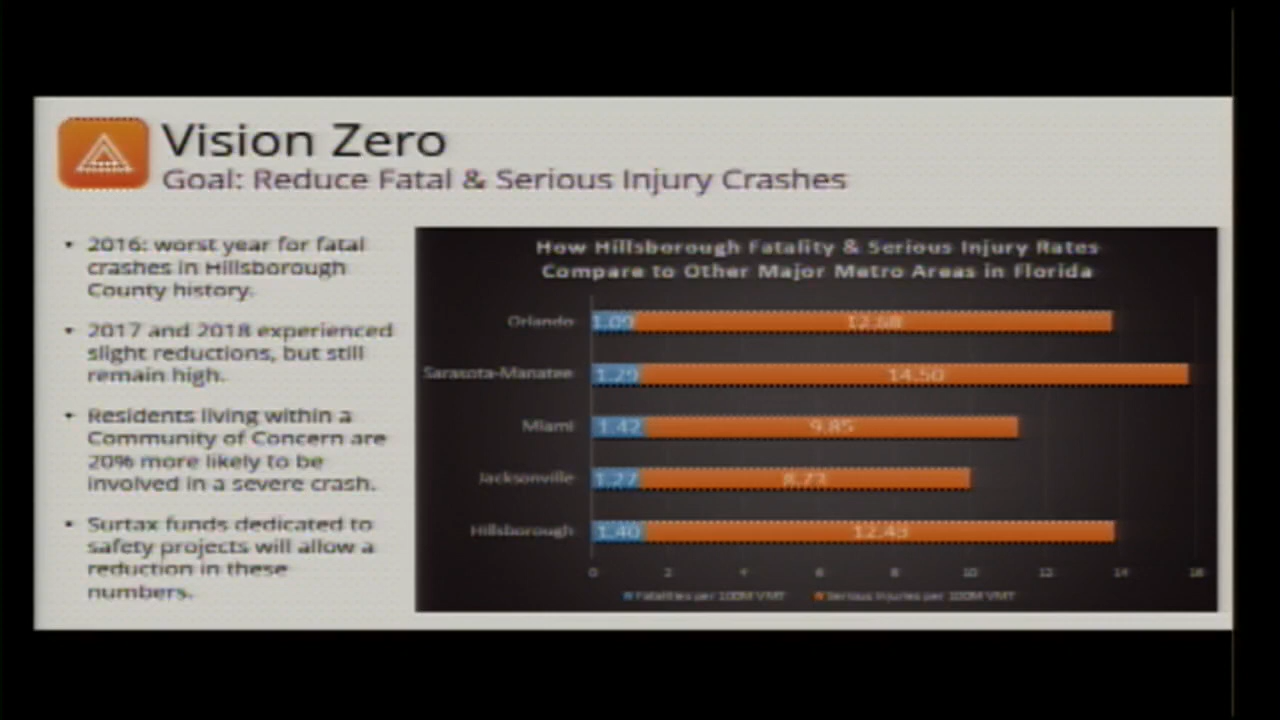 Vision Zero
Goal: Reduce Fatal & Serious Injury Crashes
• 2016: worst year for fatal
crashes in Hillsborough
County history.
• 2017 and 2018 experienced
slight reductions, but still
remain high.
• Residents living within a
Community of Concern are
20% more likely to be
involved in a severe crash.
• Surtax funds dedicated to
safety projects will allow a
reduction in these
numbers.
How Hillsborough Fatality & Serious Injury Rates
Compare to Other Major Metro Areas in Florida
Orlando 1.09 12.68
Sarasota-Manatee 1.29 14.50
Miami 1.42 9.85
Jacksonville 1.27 8.73
Hillsborough 1.40 12.43
0 2 4 6 8 10 12 14 16
Fatalities per 100M VMT Serious Injuries per 100M VMT